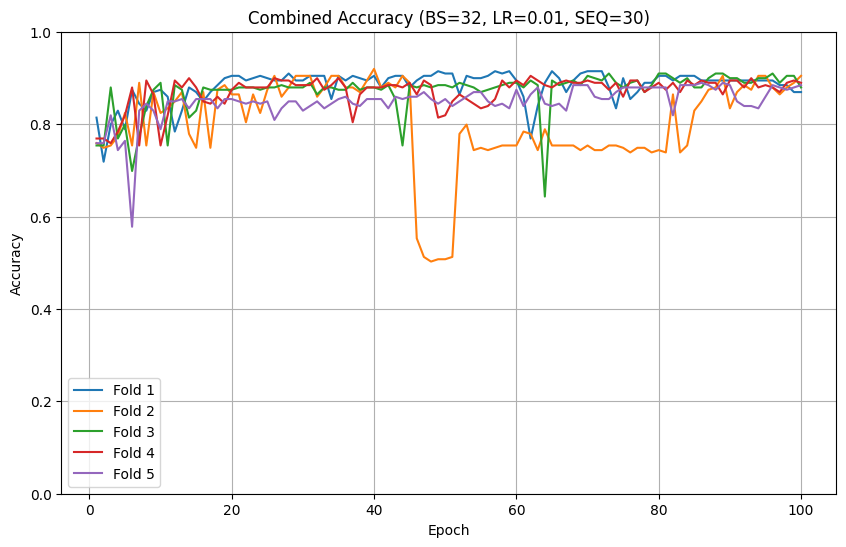 Combined Accuracy (BS=32, LR=0.01, SEQ=30)
1.0
0.8
0.6
0.4
0.2
0.0
Accuracy
Fold 1
Fold 2
Fold 3
Fold 4
Fold 5
0 20 40 60 80 100
Epoch